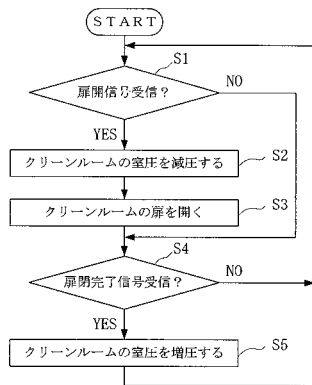 START
S1
扉開信号受信？
NO
YES
クリーンルームの室圧を減圧する
S2
クリーンルームの扉を開く
S3
S4
扉閉完了信号受信？
NO
YES
クリーンルームの室圧を増圧する
S5